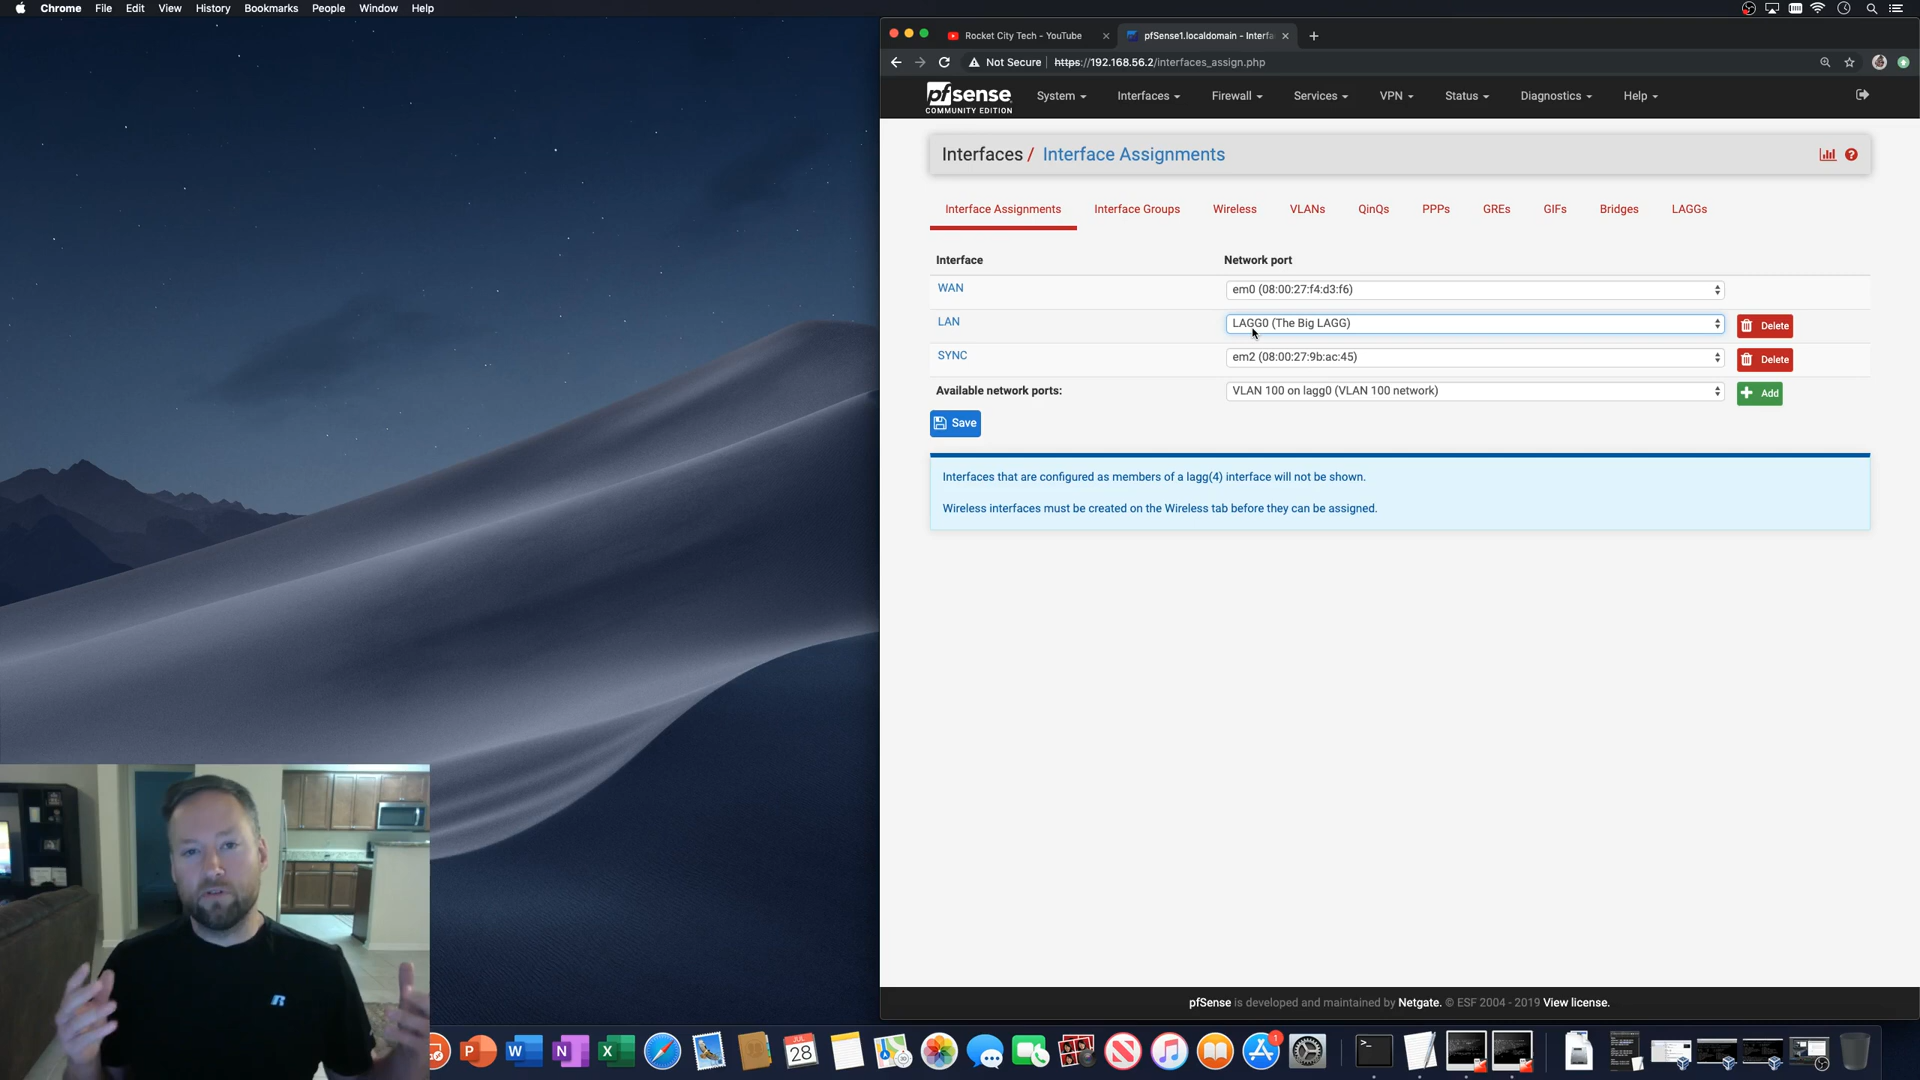 Chrome File Edit View History Bookmarks People Window Help
Rocket City Tech - YouTube
pfSense1.localdomain - Interfa
Not Secure https://192.168.56.2/interfaces_assign.php
pfsense
COMMUNITY EDITION
System Interfaces Firewall Services VPN Status Diagnostics Help
Interfaces / Interface Assignments
Interface Assignments Interface Groups Wireless VLANs QinQs PPPs GREs GIFs Bridges LAGGs
Interface Network port
WAN em0 (08:00:27:f4:d3:f6)
LAN LAGG0 (The Big LAGG) Delete
SYNC em2 (08:00:27:9b:ac:45) Delete
Available network ports: VLAN 100 on lagg0 (VLAN 100 network) Add
Save
Interfaces that are configured as members of a lagg(4) interface will not be shown.
Wireless interfaces must be created on the Wireless tab before they can be assigned.
pfSense is developed and maintained by Netgate. © ESF 2004 - 2019 View license.
R
P W N X JUL 28 1 >_